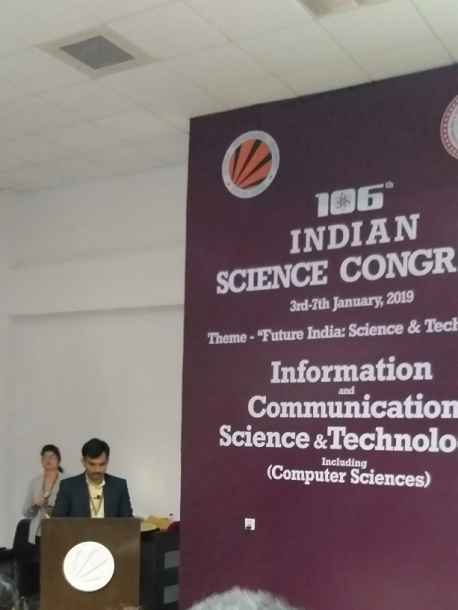 106th
INDIAN
SCIENCE CONGR
3rd-7th January, 2019
Theme - "Future India: Science & Tech
Information
and
Communication
Science & Technolo
Including
(Computer Sciences)